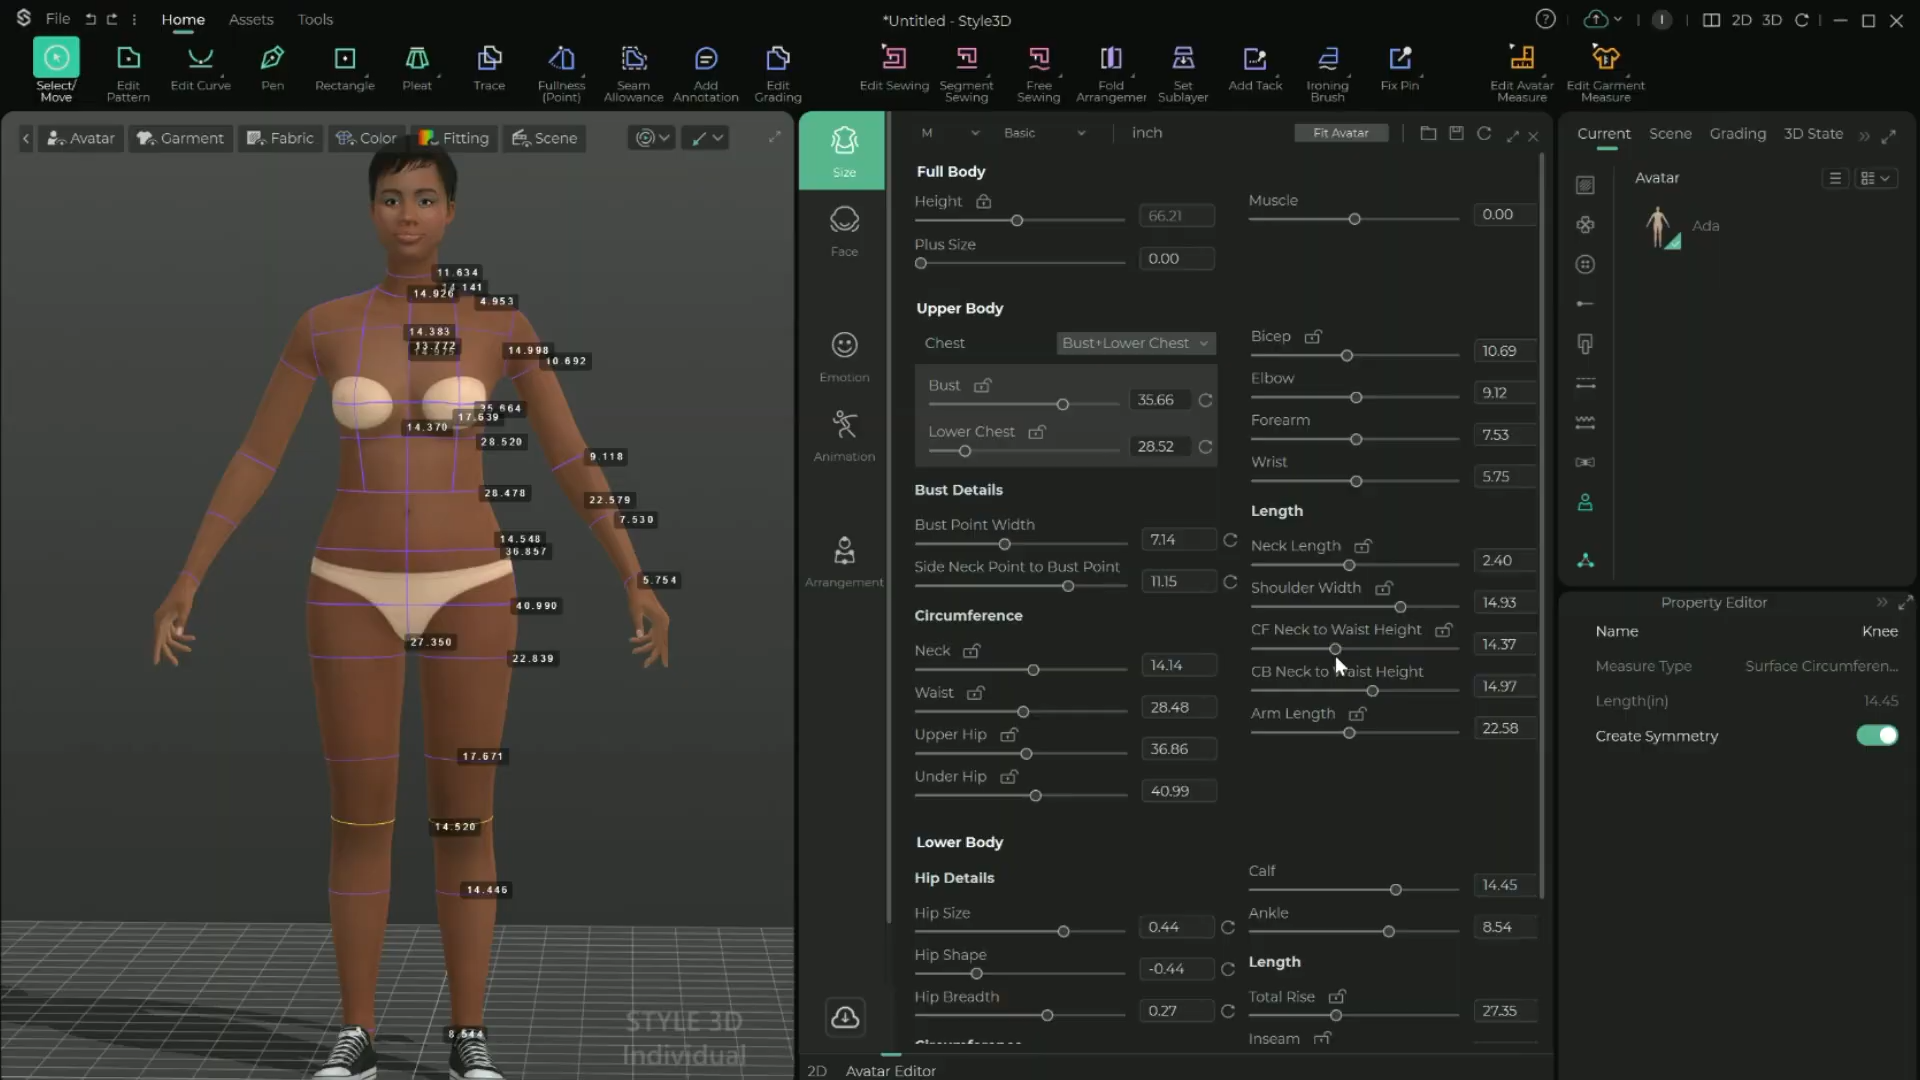 File
Home
Assets
Tools
*Untitled - Style3D
2D
3D
Select/
Move
Edit
Pattern
Edit Curve
Pen
Rectangle
Pleat
Trace
Fullness
(Point)
Seam
Allowance
Add
Annotation
Edit
Grading
Edit Sewing
Segment
Sewing
Free
Sewing
Fold
Arrangemer
Set
Sublayer
Add Tack
Ironing
Brush
Fix Pin
Edit Avatar
Measure
Edit Garment
Measure
Avatar
Garment
Fabric
Color
Fitting
Scene
11.634
14.926
4.953
14.383
13.772
14.998
10.692
35.664
17.639
14.370
28.520
9.118
28.478
22.579
7.530
14.548
36.857
5.754
40.990
27.350
22.839
17.671
14.520
14.446
8.544
STYLE 3D
Individual
Size
Face
Emotion
Animation
Arrangement
M
Basic
inch
Fit Avatar
Full Body
Height
66.21
Plus Size
0.00
Muscle
0.00
Upper Body
Chest
Bust+Lower Chest
Bust
35.66
Lower Chest
28.52
Bust Details
Bust Point Width
7.14
Side Neck Point to Bust Point
11.15
Circumference
Neck
14.14
Waist
28.48
Upper Hip
36.86
Under Hip
40.99
Bicep
10.69
Elbow
9.12
Forearm
7.53
Wrist
5.75
Length
Neck Length
2.40
Shoulder Width
14.93
CF Neck to Waist Height
14.37
CB Neck to Waist Height
14.97
Arm Length
22.58
Lower Body
Hip Details
Hip Size
0.44
Hip Shape
-0.44
Hip Breadth
0.27
Circumference
Calf
14.45
Ankle
8.54
Length
Total Rise
27.35
Inseam
2D
Avatar Editor
Current
Scene
Grading
3D State
Avatar
Ada
Property Editor
Name
Knee
Measure Type
Surface Circumferen...
Length(in)
14.45
Create Symmetry